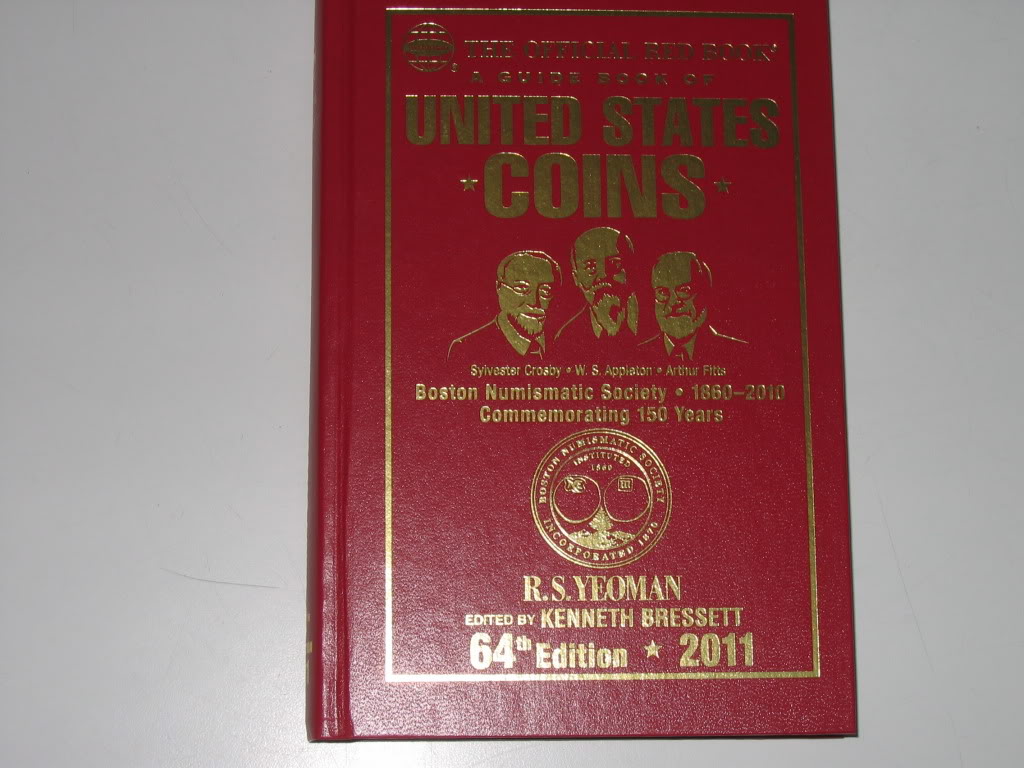 THE OFFICIAL RED BOOK®
A GUIDE BOOK OF
UNITED STATES
COINS
Sylvester Crosby • W. S. Appleton • Arthur Fitts
Boston Numismatic Society • 1860–2010
Commemorating 150 Years
BOSTON NUMISMATIC SOCIETY
INSTITUTED
1860
INCORPORATED 1870
R.S. YEOMAN
EDITED BY KENNETH BRESSETT
64th Edition ★ 2011